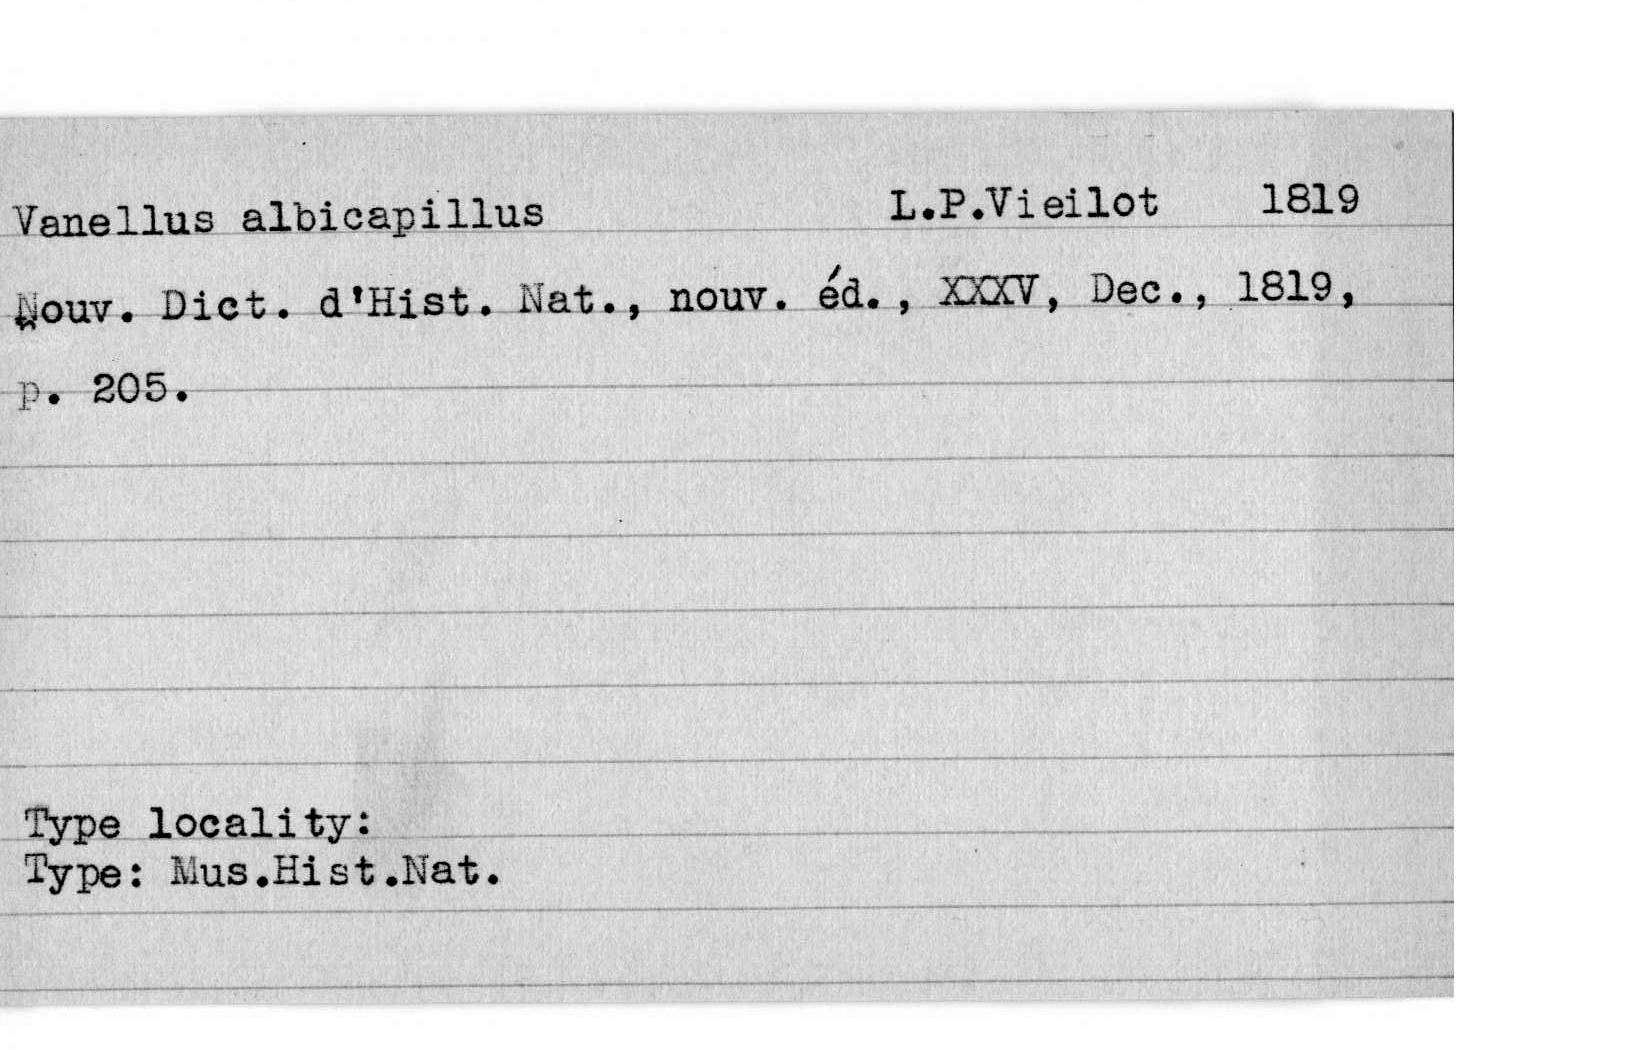 Vanellus albicapillus L.P.Vieilot 1819
Nouv. Dict. d'Hist. Nat., nouv. éd., XXXV, Dec., 1819,
p. 205.
Type locality:
Type: Mus.Hist.Nat.